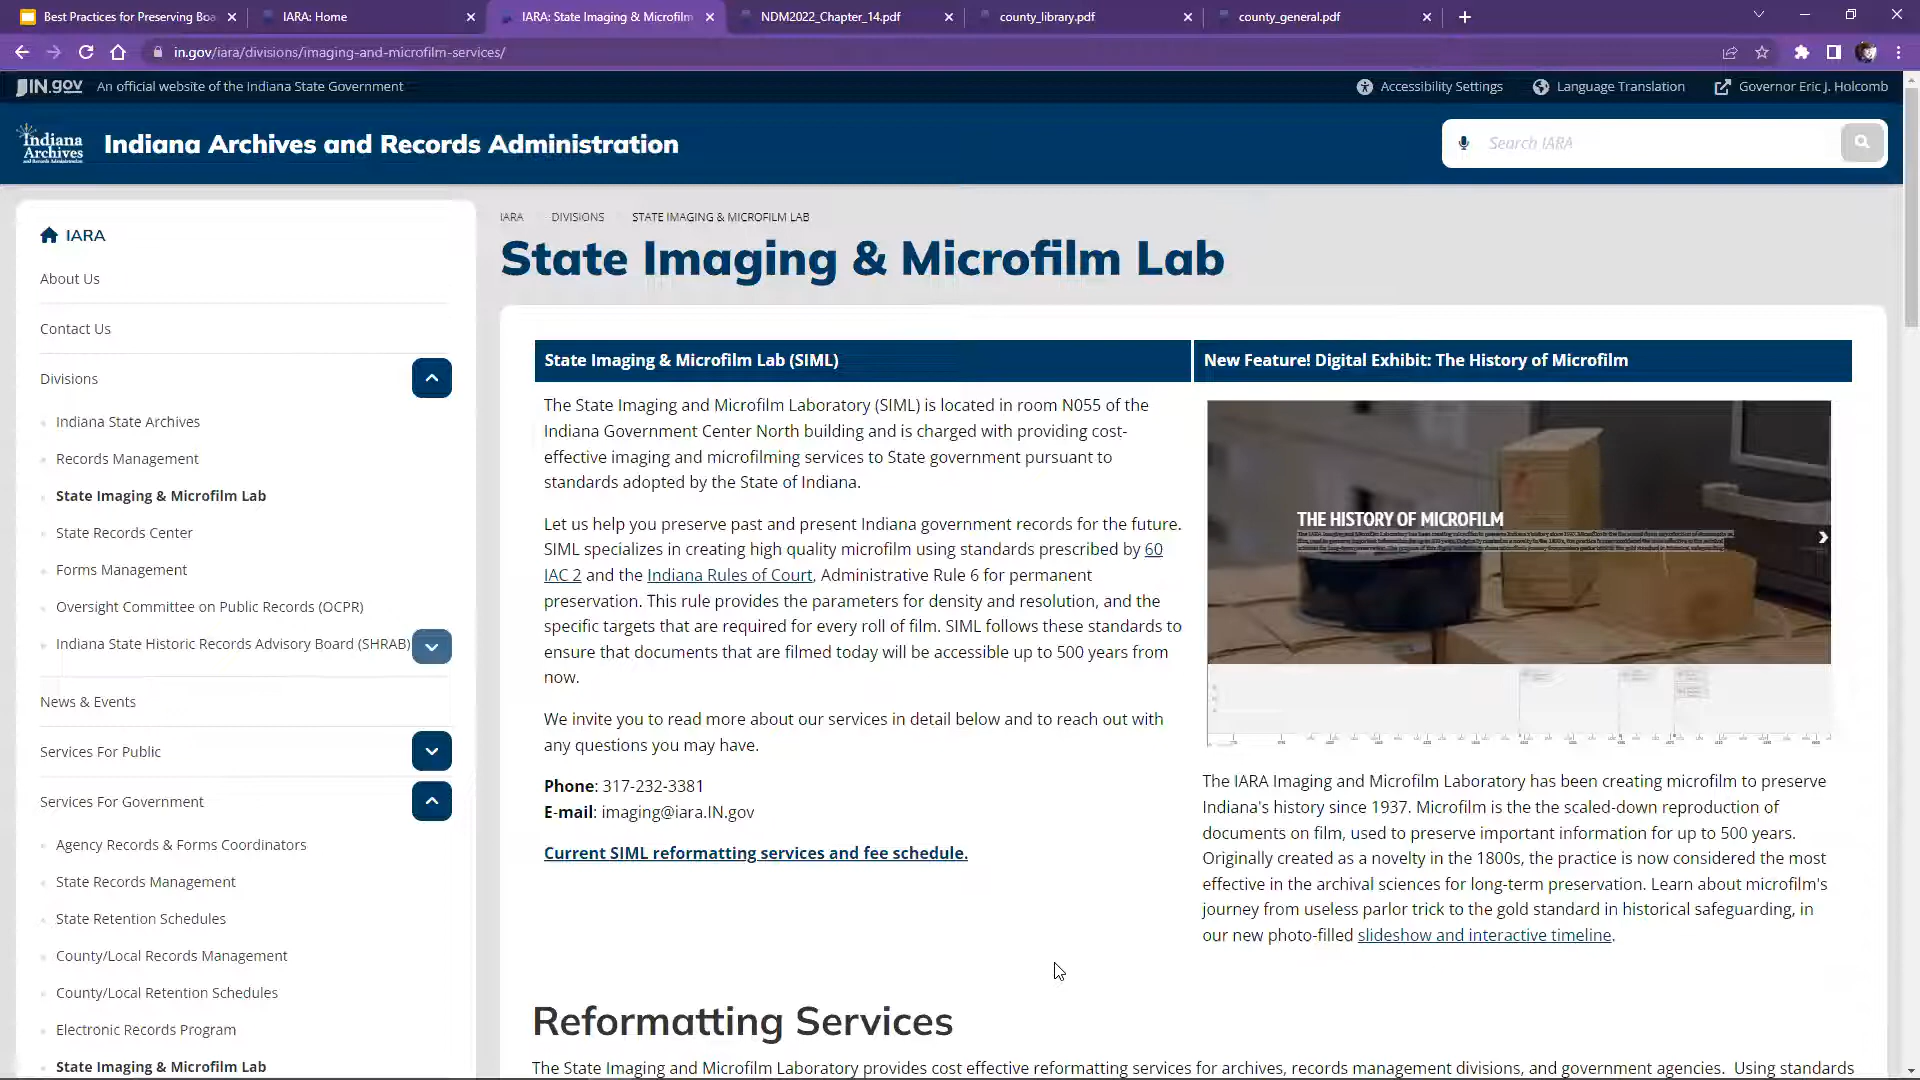 Best Practices for Preserving Boa
IARA: Home
IARA: State Imaging & Microfilm
NDM2022_Chapter_14.pdf
county_library.pdf
county_general.pdf
in.gov/iara/divisions/imaging-and-microfilm-services/
IN.gov
An official website of the Indiana State Government
Accessibility Settings
Language Translation
Governor Eric J. Holcomb
Indiana
Archives
Indiana Archives and Records Administration
Search IARA
IARA
About Us
Contact Us
Divisions
Indiana State Archives
Records Management
State Imaging & Microfilm Lab
State Records Center
Forms Management
Oversight Committee on Public Records (OCPR)
Indiana State Historic Records Advisory Board (SHRAB)
News & Events
Services For Public
Services For Government
Agency Records & Forms Coordinators
State Records Management
State Retention Schedules
County/Local Records Management
County/Local Retention Schedules
Electronic Records Program
State Imaging & Microfilm Lab
IARA DIVISIONS STATE IMAGING & MICROFILM LAB
State Imaging & Microfilm Lab
State Imaging & Microfilm Lab (SIML)
The State Imaging and Microfilm Laboratory (SIML) is located in room N055 of the
Indiana Government Center North building and is charged with providing cost-
effective imaging and microfilming services to State government pursuant to
standards adopted by the State of Indiana.
Let us help you preserve past and present Indiana government records for the future.
SIML specializes in creating high quality microfilm using standards prescribed by 60
IAC 2 and the Indiana Rules of Court, Administrative Rule 6 for permanent
preservation. This rule provides the parameters for density and resolution, and the
specific targets that are required for every roll of film. SIML follows these standards to
ensure that documents that are filmed today will be accessible up to 500 years from
now.
We invite you to read more about our services in detail below and to reach out with
any questions you may have.
Phone: 317-232-3381
E-mail: imaging@iara.IN.gov
Current SIML reformatting services and fee schedule.
New Feature! Digital Exhibit: The History of Microfilm
THE HISTORY OF MICROFILM
The IARA Imaging and Microfilm Laboratory has been creating microfilm to preserve
Indiana's history since 1937. Microfilm is the the scaled-down reproduction of
documents on film, used to preserve important information for up to 500 years.
Originally created as a novelty in the 1800s, the practice is now considered the most
effective in the archival sciences for long-term preservation. Learn about microfilm's
journey from useless parlor trick to the gold standard in historical safeguarding, in
our new photo-filled slideshow and interactive timeline.
Reformatting Services
The State Imaging and Microfilm Laboratory provides cost effective reformatting services for archives, records management divisions, and government agencies. Using standards